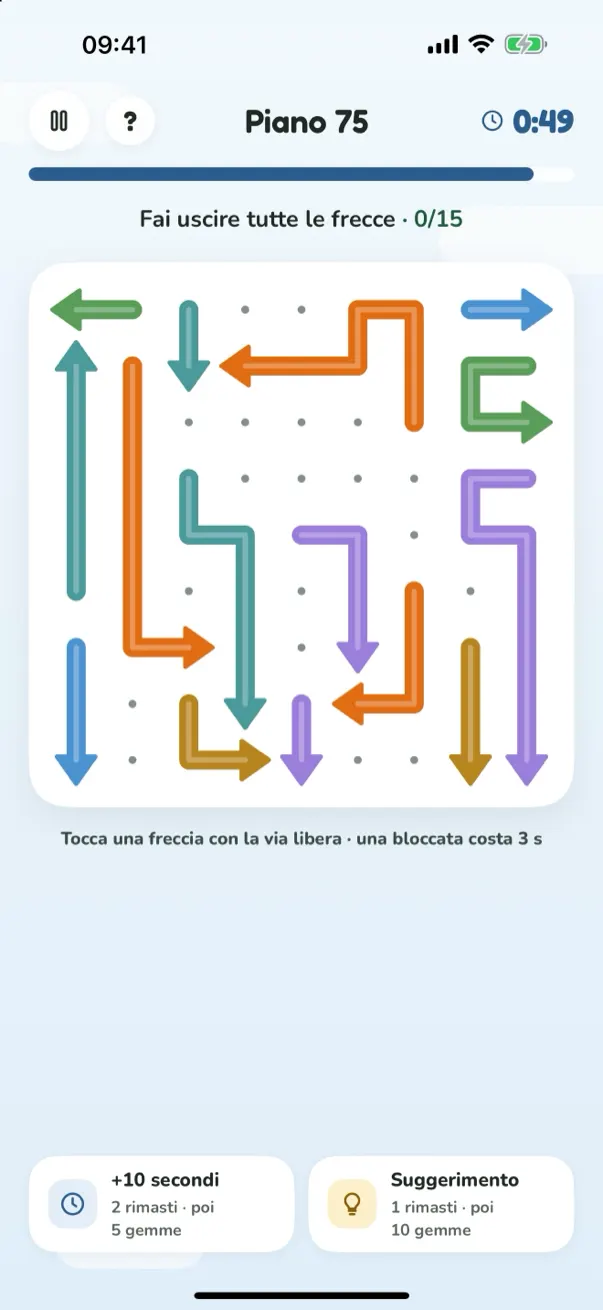 09:41
?
Piano 75
0:49
Fai uscire tutte le frecce · 0/15
Tocca una freccia con la via libera · una bloccata costa 3 s
+10 secondi
2 rimasti · poi
5 gemme
Suggerimento
1 rimasti · poi
10 gemme